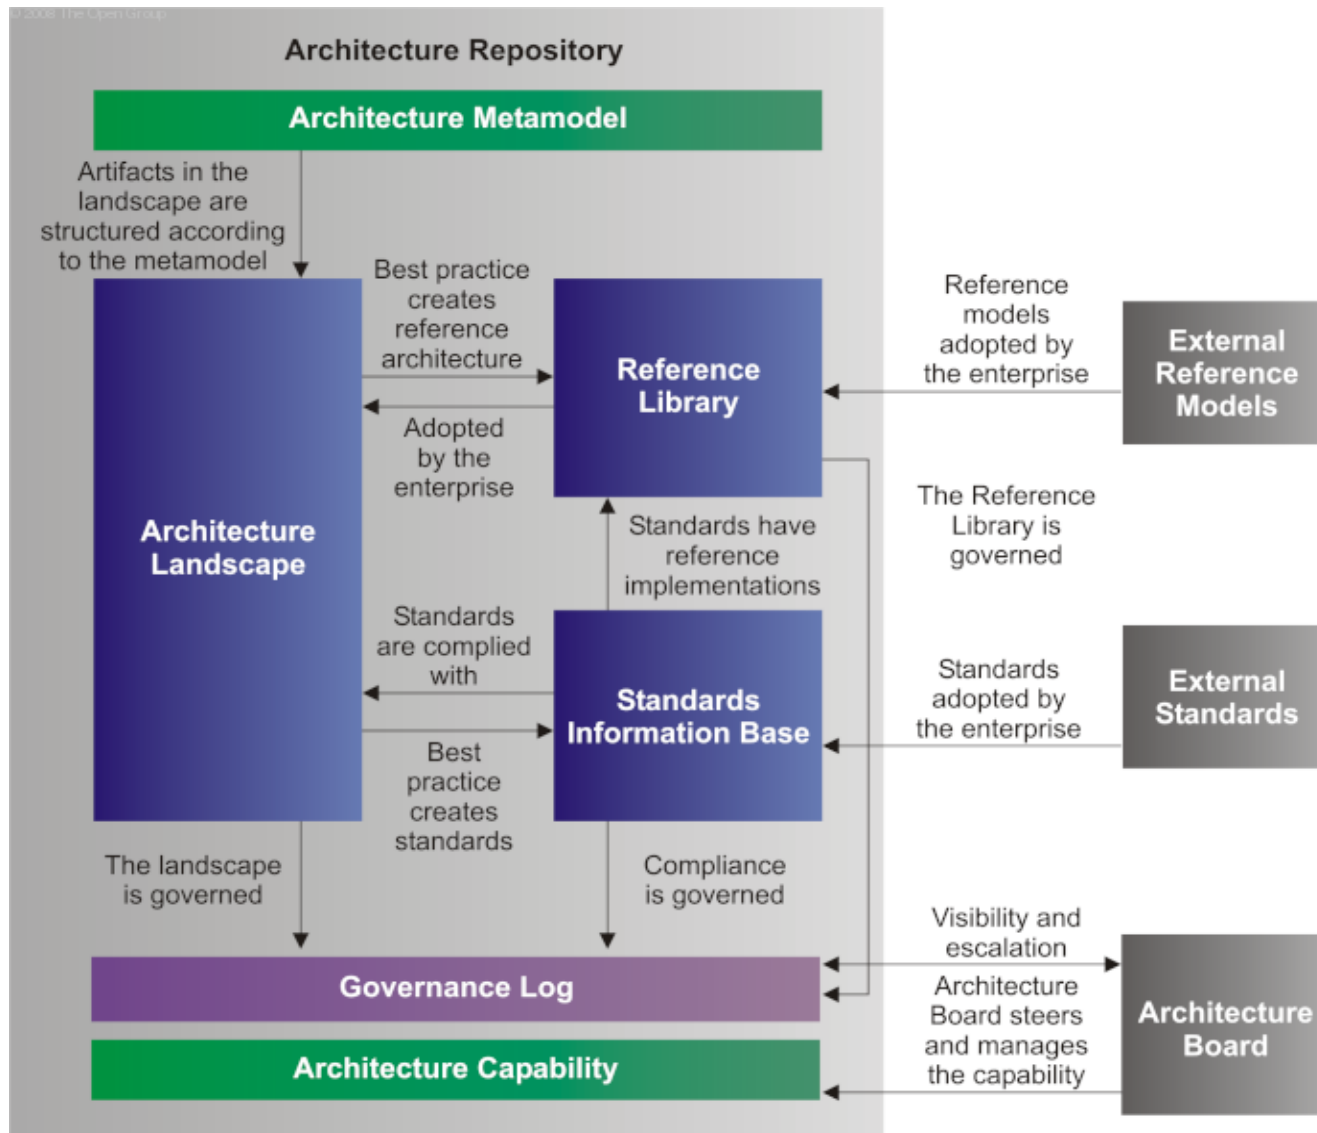 © 2008 The Open Group
Architecture Repository
Architecture Metamodel
Artifacts in the
landscape are
structured according
to the metamodel
Best practice
creates
reference
architecture
Reference
Library
Adopted
by the
enterprise
Reference
models
adopted by
the enterprise
External
Reference
Models
Architecture
Landscape
Standards have
reference
implementations
The Reference
Library is
governed
Standards
are complied
with
Standards
Information Base
Best
practice
creates
standards
Standards
adopted by
the enterprise
External
Standards
The landscape
is governed
Compliance
is governed
Visibility and
escalation
Governance Log
Architecture
Board steers
and manages
the capability
Architecture
Board
Architecture Capability